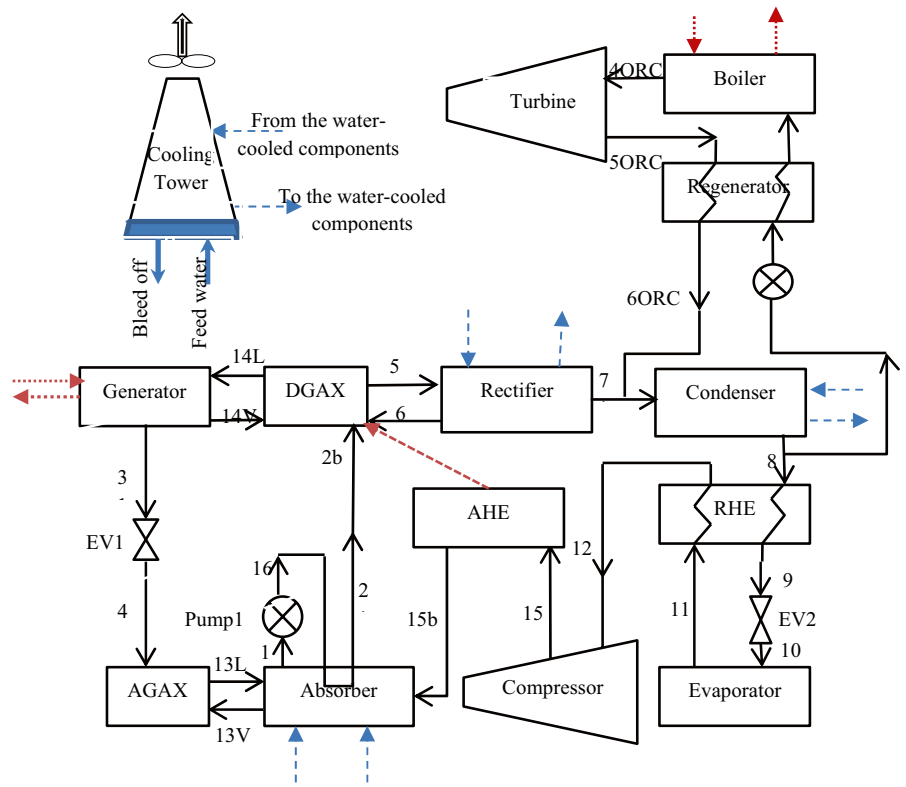 4ORC
Boiler
Turbine
From the water-
cooled components
Cooling
Tower
5ORC
Regenerator
To the water-cooled
components
Bleed off
Feed water
6ORC
14L
5
Generator
DGAX
Rectifier
7
Condenser
14V
6
2b
8
3
AHE
RHE
EV1
12
16
9
4
Pump1
2
15
15b
11
EV2
1
10
13L
AGAX
Absorber
Compressor
Evaporator
13V